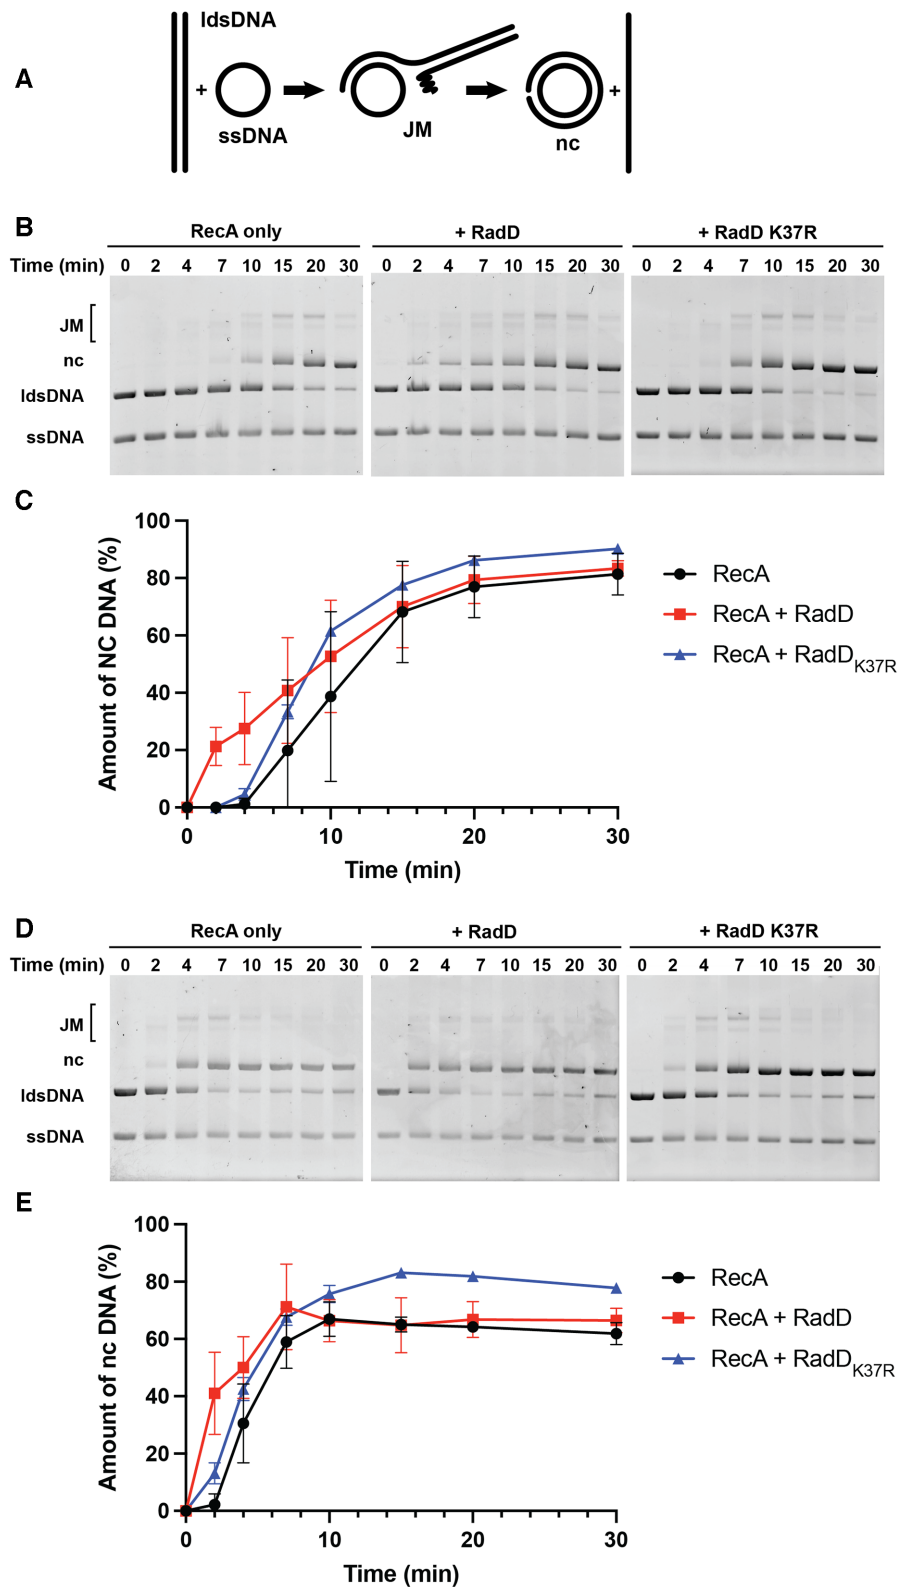 A
ldsDNA
+
+
ssDNA
JM
nc
B
RecA only
+ RadD
+ RadD K37R
Time (min) 0 2 4 7 10 15 20 30 0 2 4 7 10 15 20 30 0 2 4 7 10 15 20 30
JM
nc
ldsDNA
ssDNA
C
Amount of NC DNA (%)
100
80
60
40
20
0
0 10 20 30
Time (min)
RecA
RecA + RadD
RecA + RadDK37R
D
RecA only
+ RadD
+ RadD K37R
Time (min) 0 2 4 7 10 15 20 30 0 2 4 7 10 15 20 30 0 2 4 7 10 15 20 30
JM
nc
ldsDNA
ssDNA
E
Amount of nc DNA (%)
100
80
60
40
20
0
0 10 20 30
Time (min)
RecA
RecA + RadD
RecA + RadDK37R